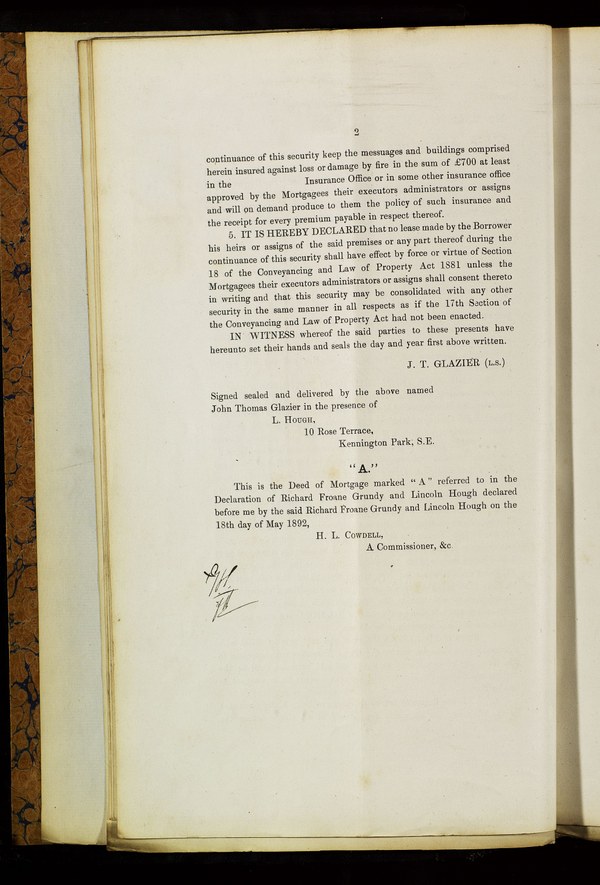 2
continuance of this security keep the messuages and buildings comprised
herein insured against loss or damage by fire in the sum of £700 at least
in the Insurance Office or in some other insurance office
approved by the Mortgagees their executors administrators or assigns
and will on demand produce to them the policy of such insurance and
the receipt for every premium payable in respect thereof.
5. IT IS HEREBY DECLARED that no lease made by the Borrower
his heirs or assigns of the said premises or any part thereof during the
continuance of this security shall have effect by force or virtue of Section
18 of the Conveyancing and Law of Property Act 1881 unless the
Mortgagees their executors administrators or assigns shall consent thereto
in writing and that this security may be consolidated with any other
security in the same manner in all respects as if the 17th Section of
the Conveyancing and Law of Property Act had not been enacted.
IN WITNESS whereof the said parties to these presents have
hereunto set their hands and seals the day and year first above written.
J. T. GLAZIER (L.S.)
Signed sealed and delivered by the above named
John Thomas Glazier in the presence of
L. HOUGH,
10 Rose Terrace,
Kennington Park, S.E.
"A."
This is the Deed of Mortgage marked "A" referred to in the
Declaration of Richard Froane Grundy and Lincoln Hough declared
before me by the said Richard Froane Grundy and Lincoln Hough on the
18th day of May 1892,
H. L. COWDELL,
A Commissioner, &c